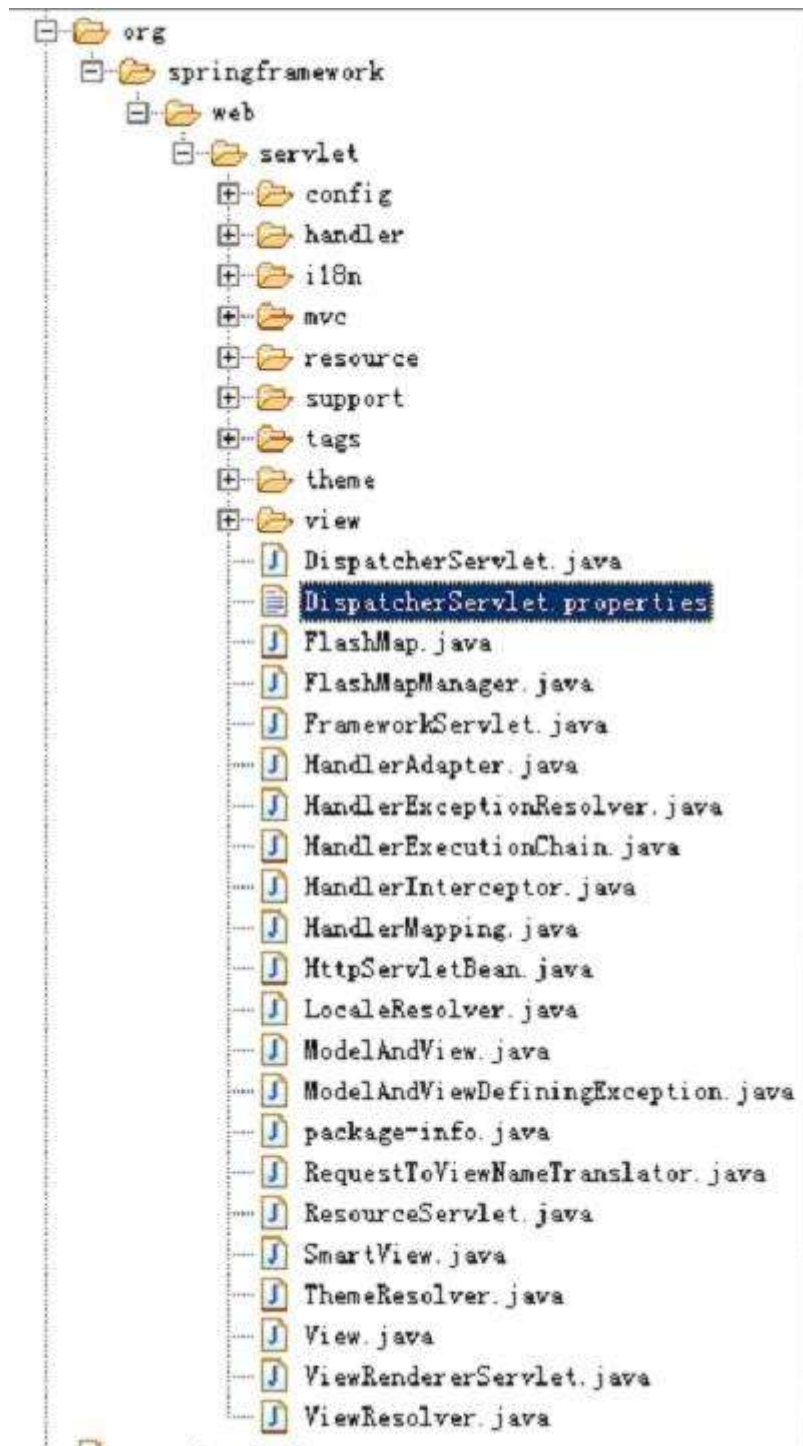 org
springframework
web
servlet
config
handler
i18n
mvc
resource
support
tags
theme
view
DispatcherServlet.java
DispatcherServlet.properties
FlashMap.java
FlashMapManager.java
FrameworkServlet.java
HandlerAdapter.java
HandlerExceptionResolver.java
HandlerExecutionChain.java
HandlerInterceptor.java
HandlerMapping.java
HttpServletBean.java
LocaleResolver.java
ModelAndView.java
ModelAndViewDefiningException.java
package-info.java
RequestToViewNameTranslator.java
ResourceServlet.java
SmartView.java
ThemeResolver.java
View.java
ViewRendererServlet.java
ViewResolver.java